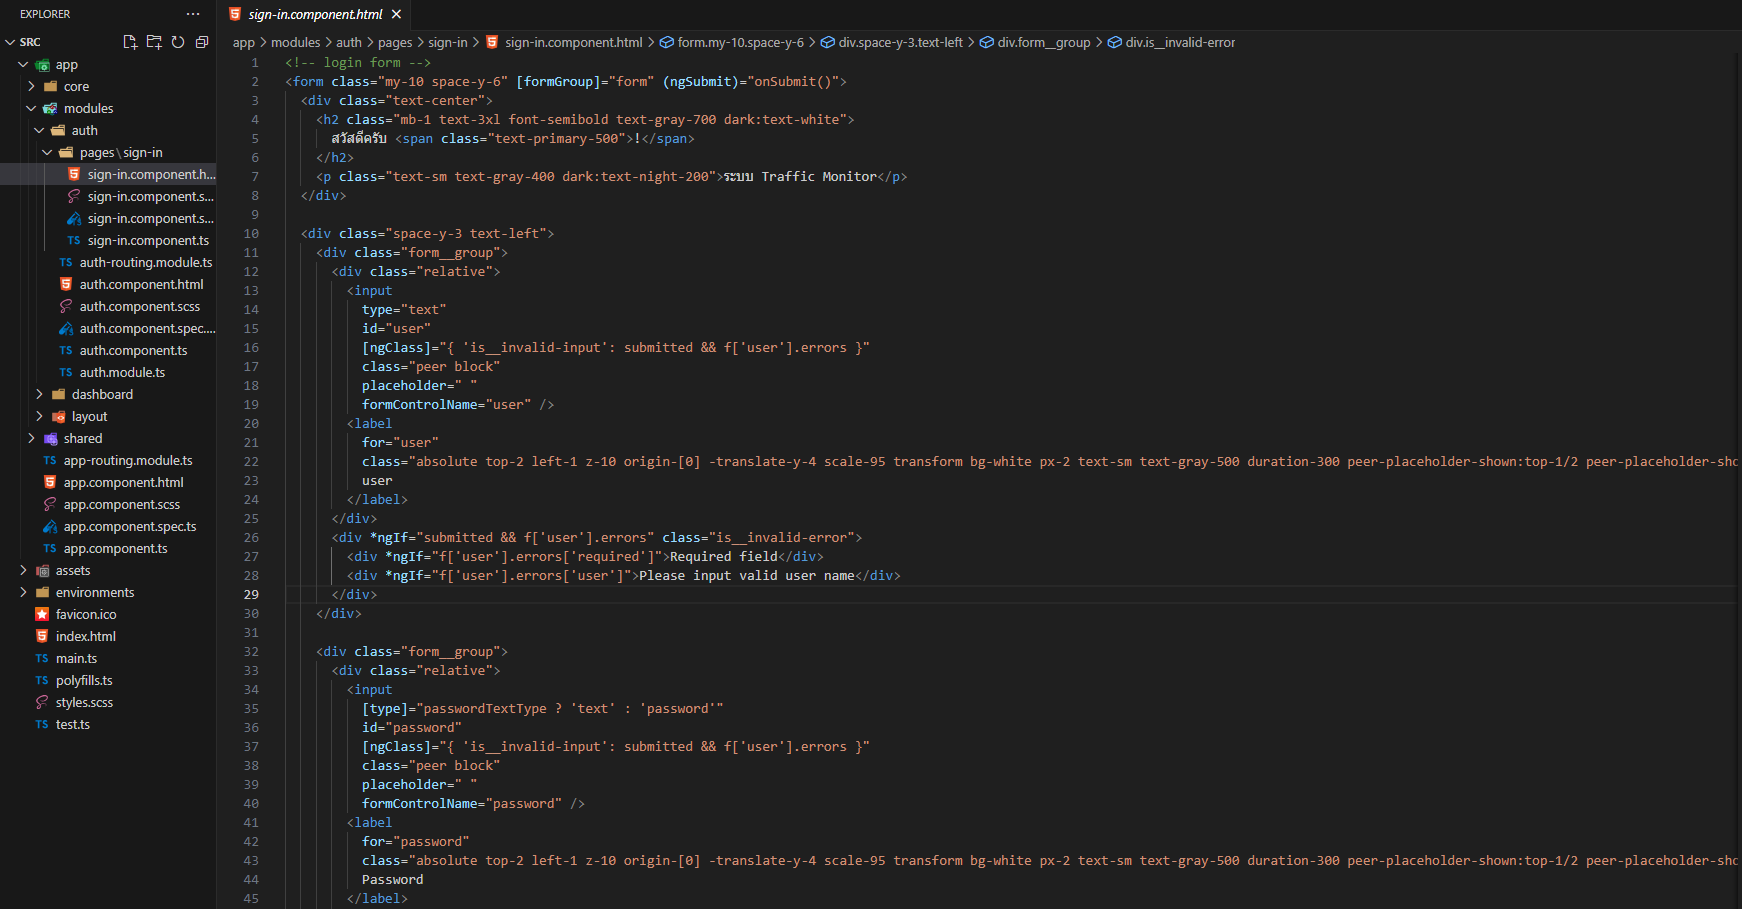 EXPLORER
SRC
app
core
modules
auth
pages\sign-in
sign-in.component.h...
sign-in.component.s...
sign-in.component.s...
sign-in.component.ts
auth-routing.module.ts
auth.component.html
auth.component.scss
auth.component.spec....
auth.component.ts
auth.module.ts
dashboard
layout
shared
app-routing.module.ts
app.component.html
app.component.scss
app.component.spec.ts
app.component.ts
assets
environments
favicon.ico
index.html
main.ts
polyfills.ts
styles.scss
test.ts
sign-in.component.html
app > modules > auth > pages > sign-in > sign-in.component.html > form.my-10.space-y-6 > div.space-y-3.text-left > div.form__group > div.is__invalid-error
1 <!-- login form -->
2 <form class="my-10 space-y-6" [formGroup]="form" (ngSubmit)="onSubmit()">
3 <div class="text-center">
4 <h2 class="mb-1 text-3xl font-semibold text-gray-700 dark:text-white">
5 สวัสดีครับ <span class="text-primary-500">!</span>
6 </h2>
7 <p class="text-sm text-gray-400 dark:text-night-200">ระบบ Traffic Monitor</p>
8 </div>
9
10 <div class="space-y-3 text-left">
11 <div class="form__group">
12 <div class="relative">
13 <input
14 type="text"
15 id="user"
16 [ngClass]="{ 'is__invalid-input': submitted && f['user'].errors }"
17 class="peer block"
18 placeholder=" "
19 formControlName="user" />
20 <label
21 for="user"
22 class="absolute top-2 left-1 z-10 origin-[0] -translate-y-4 scale-95 transform bg-white px-2 text-sm text-gray-500 duration-300 peer-placeholder-shown:top-1/2 peer-placeholder-sho
23 user
24 </label>
25 </div>
26 <div *ngIf="submitted && f['user'].errors" class="is__invalid-error">
27 <div *ngIf="f['user'].errors['required']">Required field</div>
28 <div *ngIf="f['user'].errors['user']">Please input valid user name</div>
29 </div>
30 </div>
31
32 <div class="form__group">
33 <div class="relative">
34 <input
35 [type]="passwordTextType ? 'text' : 'password'"
36 id="password"
37 [ngClass]="{ 'is__invalid-input': submitted && f['user'].errors }"
38 class="peer block"
39 placeholder=" "
40 formControlName="password" />
41 <label
42 for="password"
43 class="absolute top-2 left-1 z-10 origin-[0] -translate-y-4 scale-95 transform bg-white px-2 text-sm text-gray-500 duration-300 peer-placeholder-shown:top-1/2 peer-placeholder-sho
44 Password
45 </label>